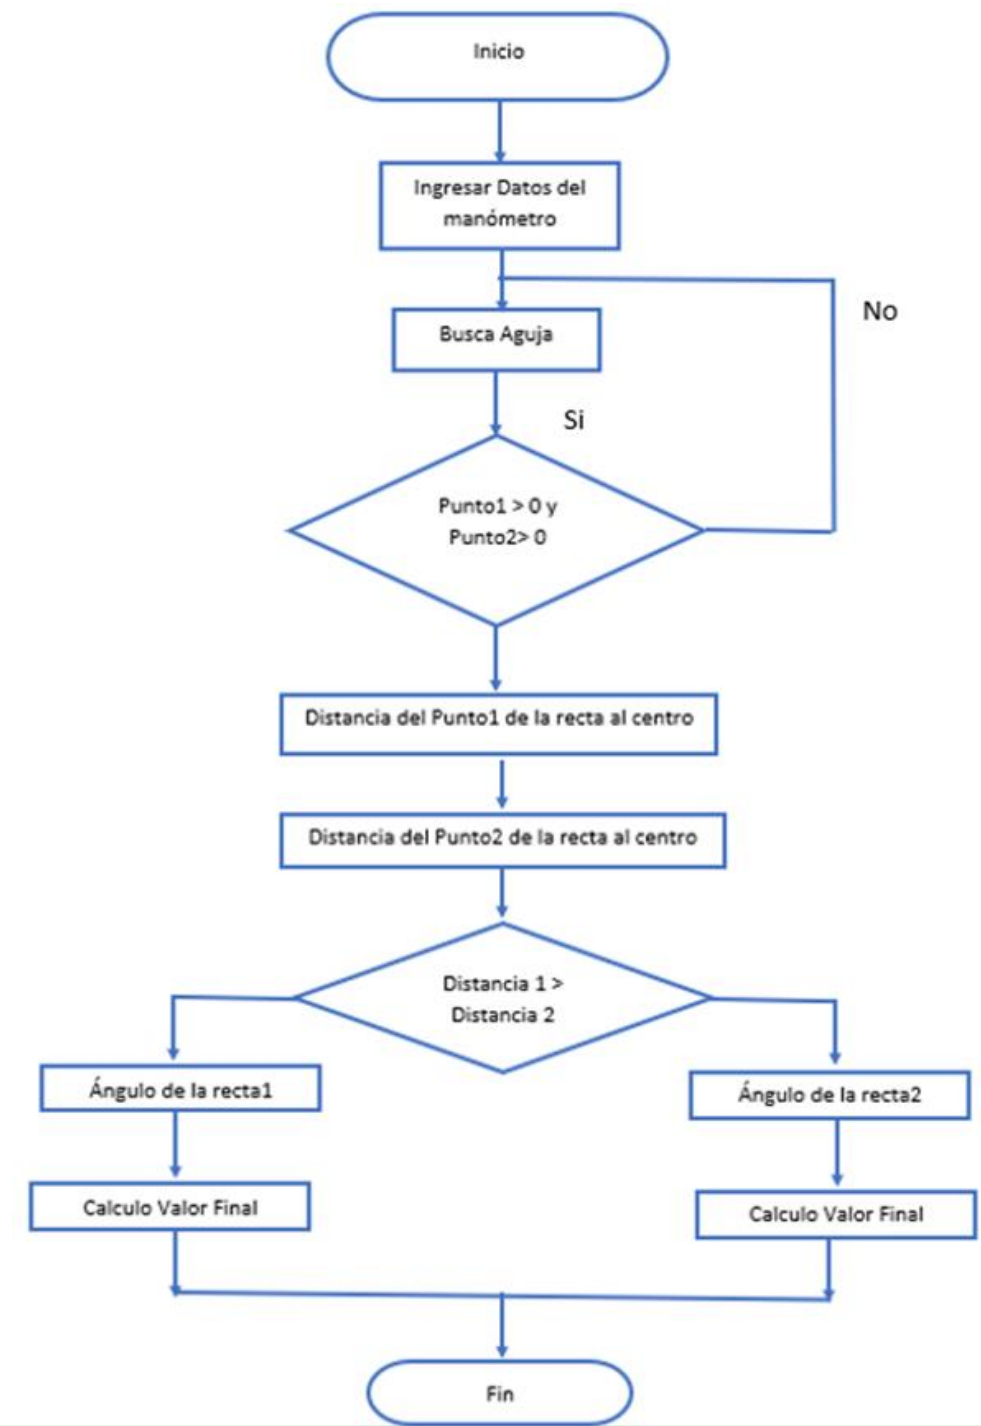 Inicio
Ingresar Datos del
manómetro
No
Busca Aguja
Si
Punto1 > 0 y
Punto2> 0
Distancia del Punto1 de la recta al centro
Distancia del Punto2 de la recta al centro
Distancia 1 >
Distancia 2
Ángulo de la recta1
Ángulo de la recta2
Calculo Valor Final
Calculo Valor Final
Fin